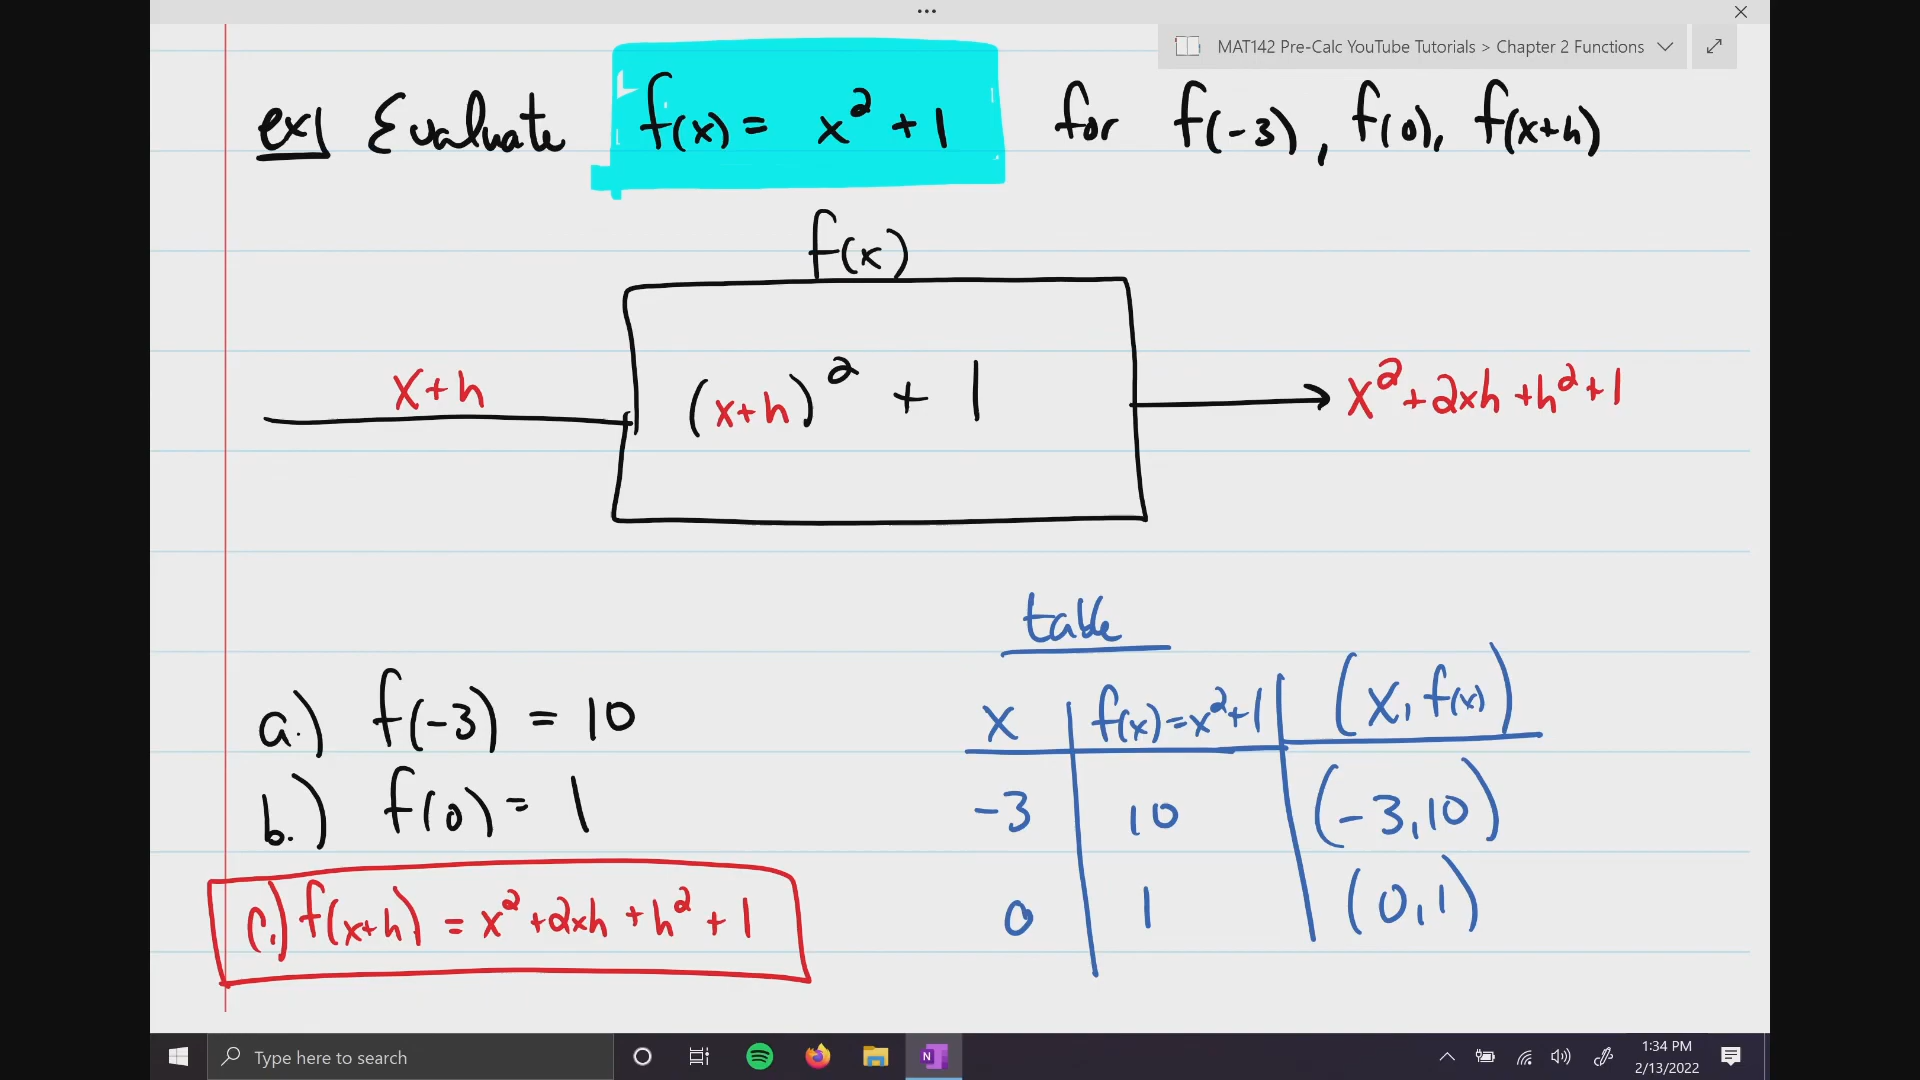 MAT142 Pre-Calc YouTube Tutorials > Chapter 2 Functions
ex1 Evaluate f(x) = x² + 1 for f(-3), f(0), f(x+h)
f(x)
x+h (x+h)² + 1 x²+2xh+h²+1
table
x f(x)=x²+1 (x, f(x))
-3 10 (-3,10)
0 1 (0,1)
a.) f(-3) = 10
b.) f(0) = 1
c.) f(x+h) = x²+2xh+h²+1
Type here to search
N
1:34 PM
2/13/2022